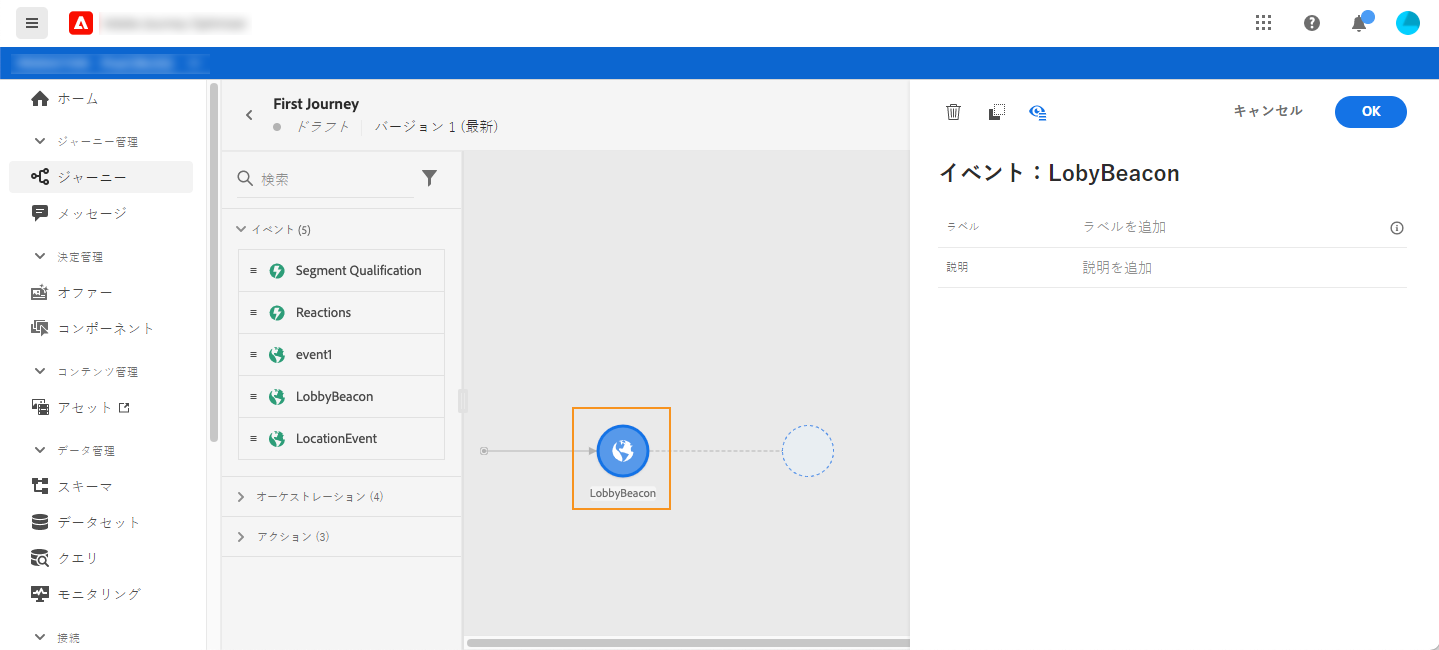 ホーム
ジャーニー管理
ジャーニー
メッセージ
決定管理
オファー
コンポーネント
コンテンツ管理
アセット
データ管理
スキーマ
データセット
クエリ
モニタリング
接続
First Journey
ドラフト バージョン 1 (最新)
検索
イベント (5)
Segment Qualification
Reactions
event1
LobbyBeacon
LocationEvent
オーケストレーション (4)
アクション (3)
LobbyBeacon
キャンセル OK
イベント：LobyBeacon
ラベル ラベルを追加
説明 説明を追加